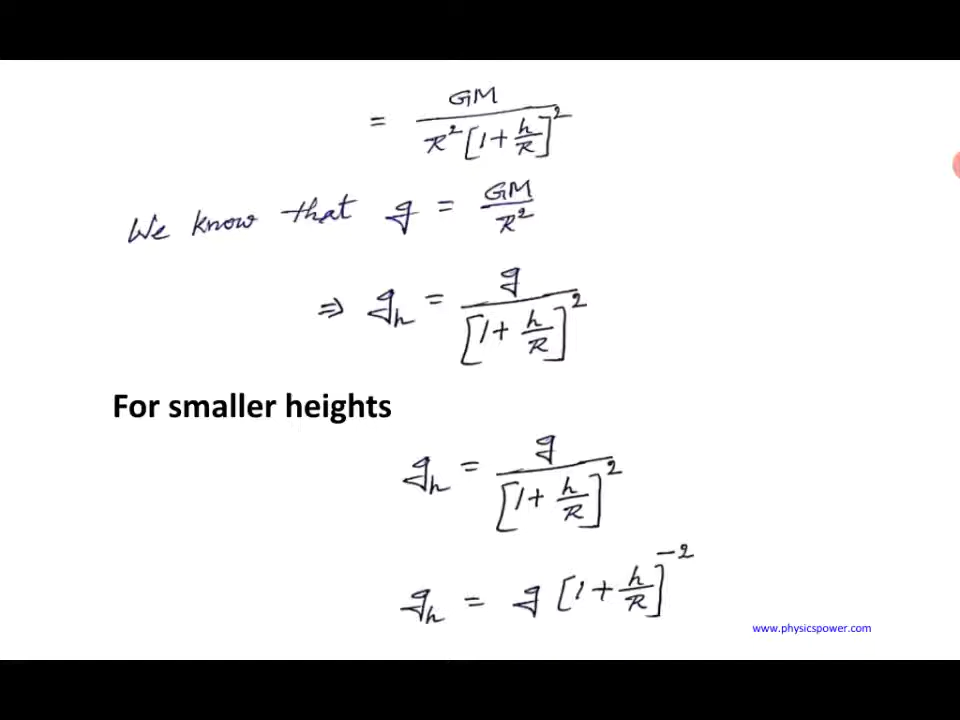 = GM / R²[1+h/R]²
We know that g = GM / R²
⇒ gₕ = g / [1+h/R]²
For smaller heights
gₕ = g / [1+h/R]²
gₕ = g[1+h/R]⁻²
www.physicspower.com